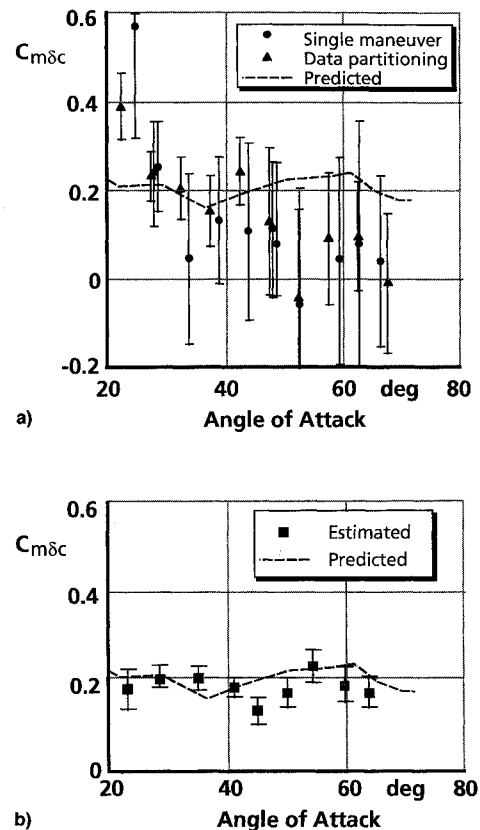 0.6
Cmδc
Single maneuver
Data partitioning
Predicted
0.4
0.2
0
-0.2
20 40 60 deg 80
a) Angle of Attack
0.6
Cmδc
Estimated
Predicted
0.4
0.2
0
20 40 60 deg 80
b) Angle of Attack